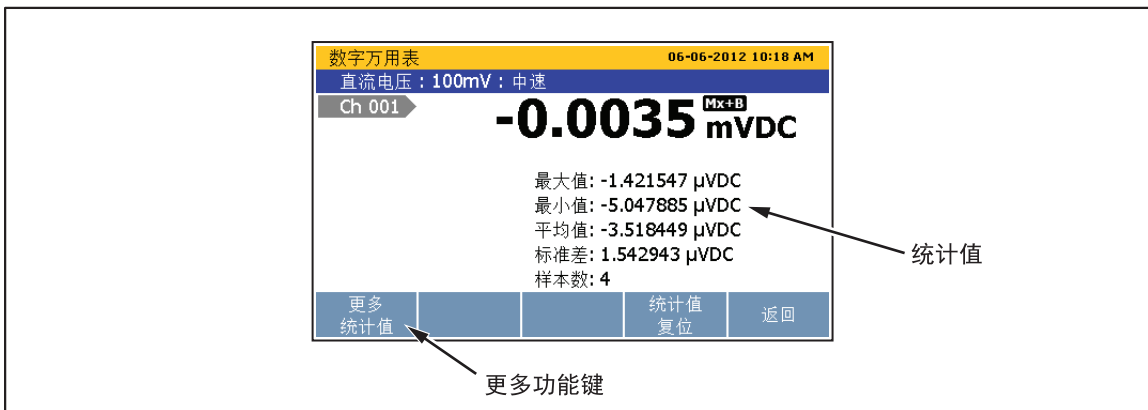 数字万用表 06-06-2012 10:18 AM
直流电压 : 100mV : 中速
Ch 001
-0.0035 Mx+B mVDC
最大值: -1.421547 µVDC
最小值: -5.047885 µVDC
平均值: -3.518449 µVDC
标准差: 1.542943 µVDC
样本数: 4
统计值
更多
统计值
统计值
复位
返回
更多功能键